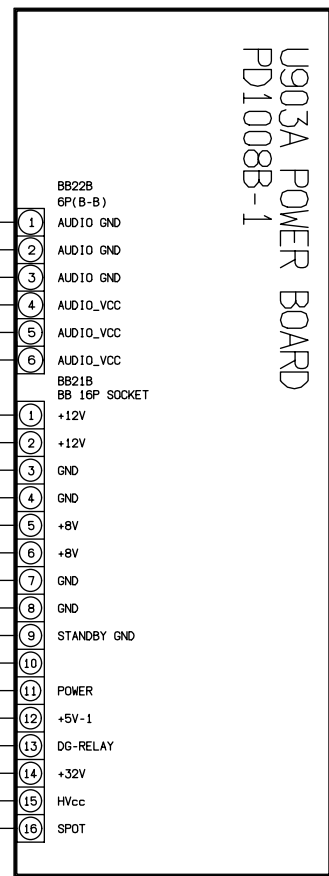 U903A POWER BOARD
PD1008B-1
BB22B
6P(B-B)
1 AUDIO GND
2 AUDIO GND
3 AUDIO GND
4 AUDIO_VCC
5 AUDIO_VCC
6 AUDIO_VCC
BB21B
BB 16P SOCKET
1 +12V
2 +12V
3 GND
4 GND
5 +8V
6 +8V
7 GND
8 GND
9 STANDBY GND
10
11 POWER
12 +5V-1
13 DG-RELAY
14 +32V
15 HVcc
16 SPOT